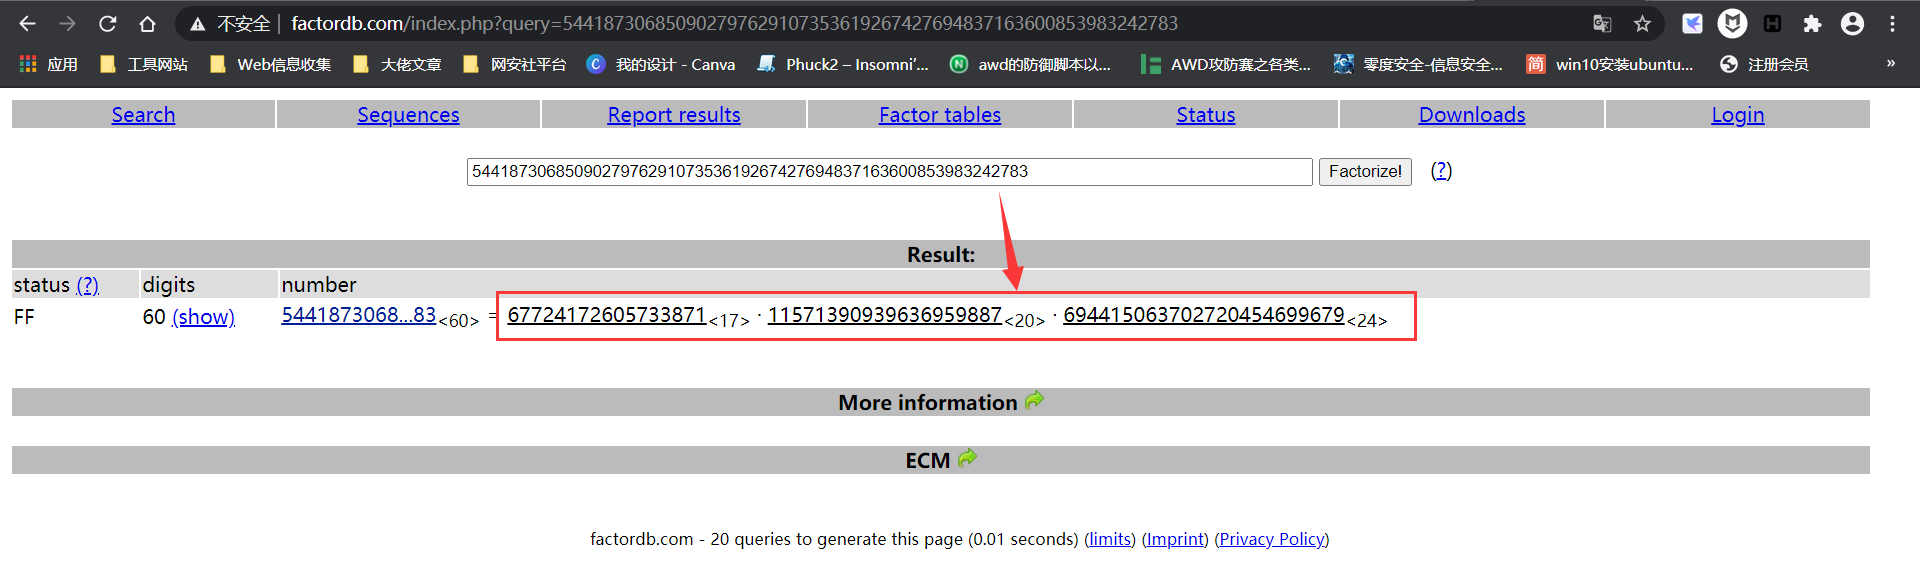 不安全 | factordb.com/index.php?query=544187306850902797629107353619267427694837163600853983242783
应用 工具网站 Web信息收集 大佬文章 网安社平台 我的设计 - Canva Phuck2 – Insomni'... awd的防御脚本以... AWD攻防赛之各类... 零度安全-信息安全... 简 win10安装ubuntu... 注册会员 »
Search Sequences Report results Factor tables Status Downloads Login
544187306850902797629107353619267427694837163600853983242783 Factorize! (?)
Result:
status (?) digits number
FF 60 (show) 5441873068...83<60> = 67724172605733871<17> · 11571390939636959887<20> · 694415063702720454699679<24>
More information
ECM
factordb.com - 20 queries to generate this page (0.01 seconds) (limits) (Imprint) (Privacy Policy)